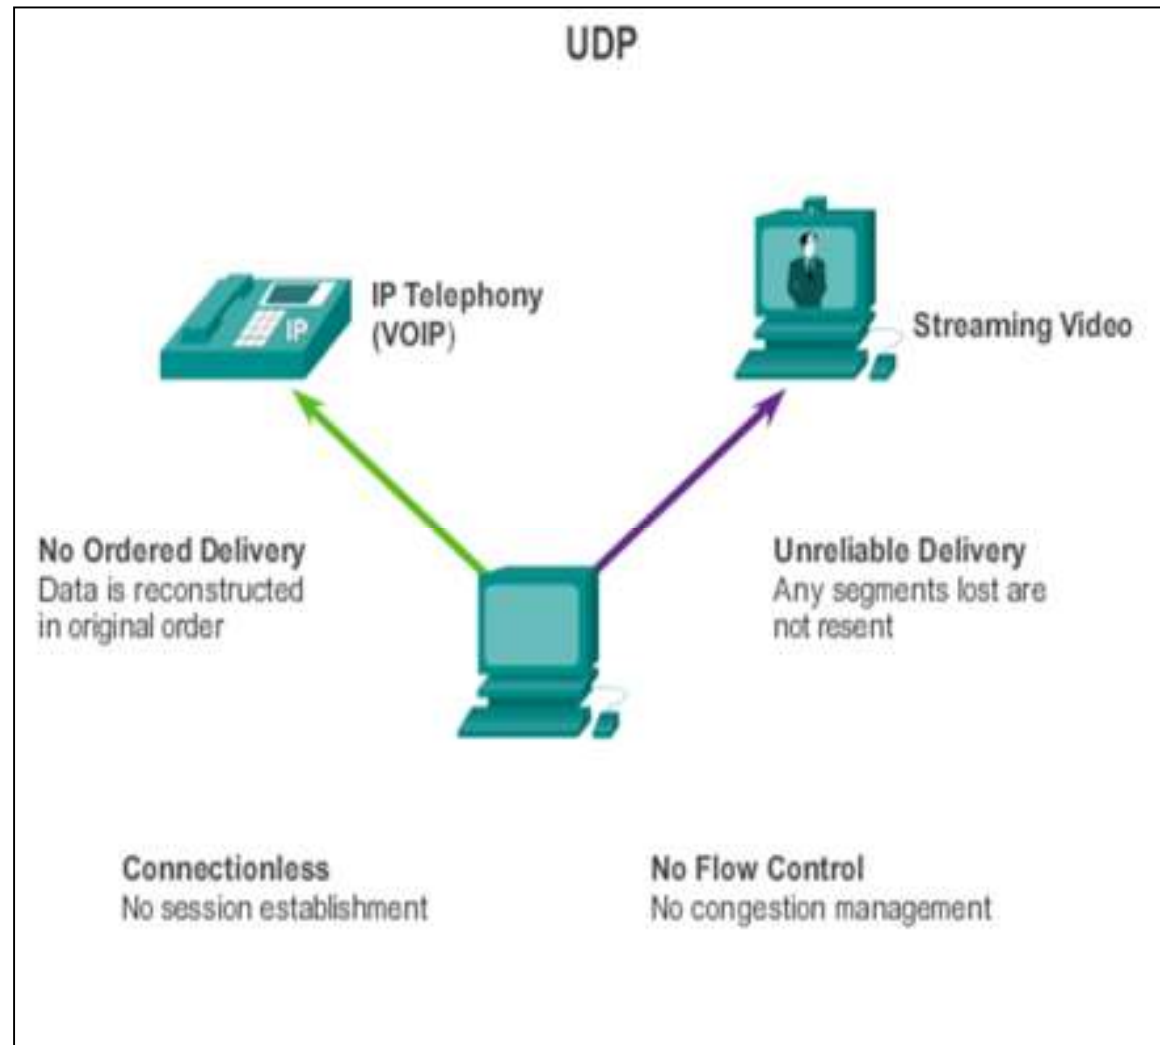 UDP
IP Telephony
(VOIP)
IP
Streaming Video
No Ordered Delivery
Data is reconstructed
in original order
Unreliable Delivery
Any segments lost are
not resent
Connectionless
No session establishment
No Flow Control
No congestion management